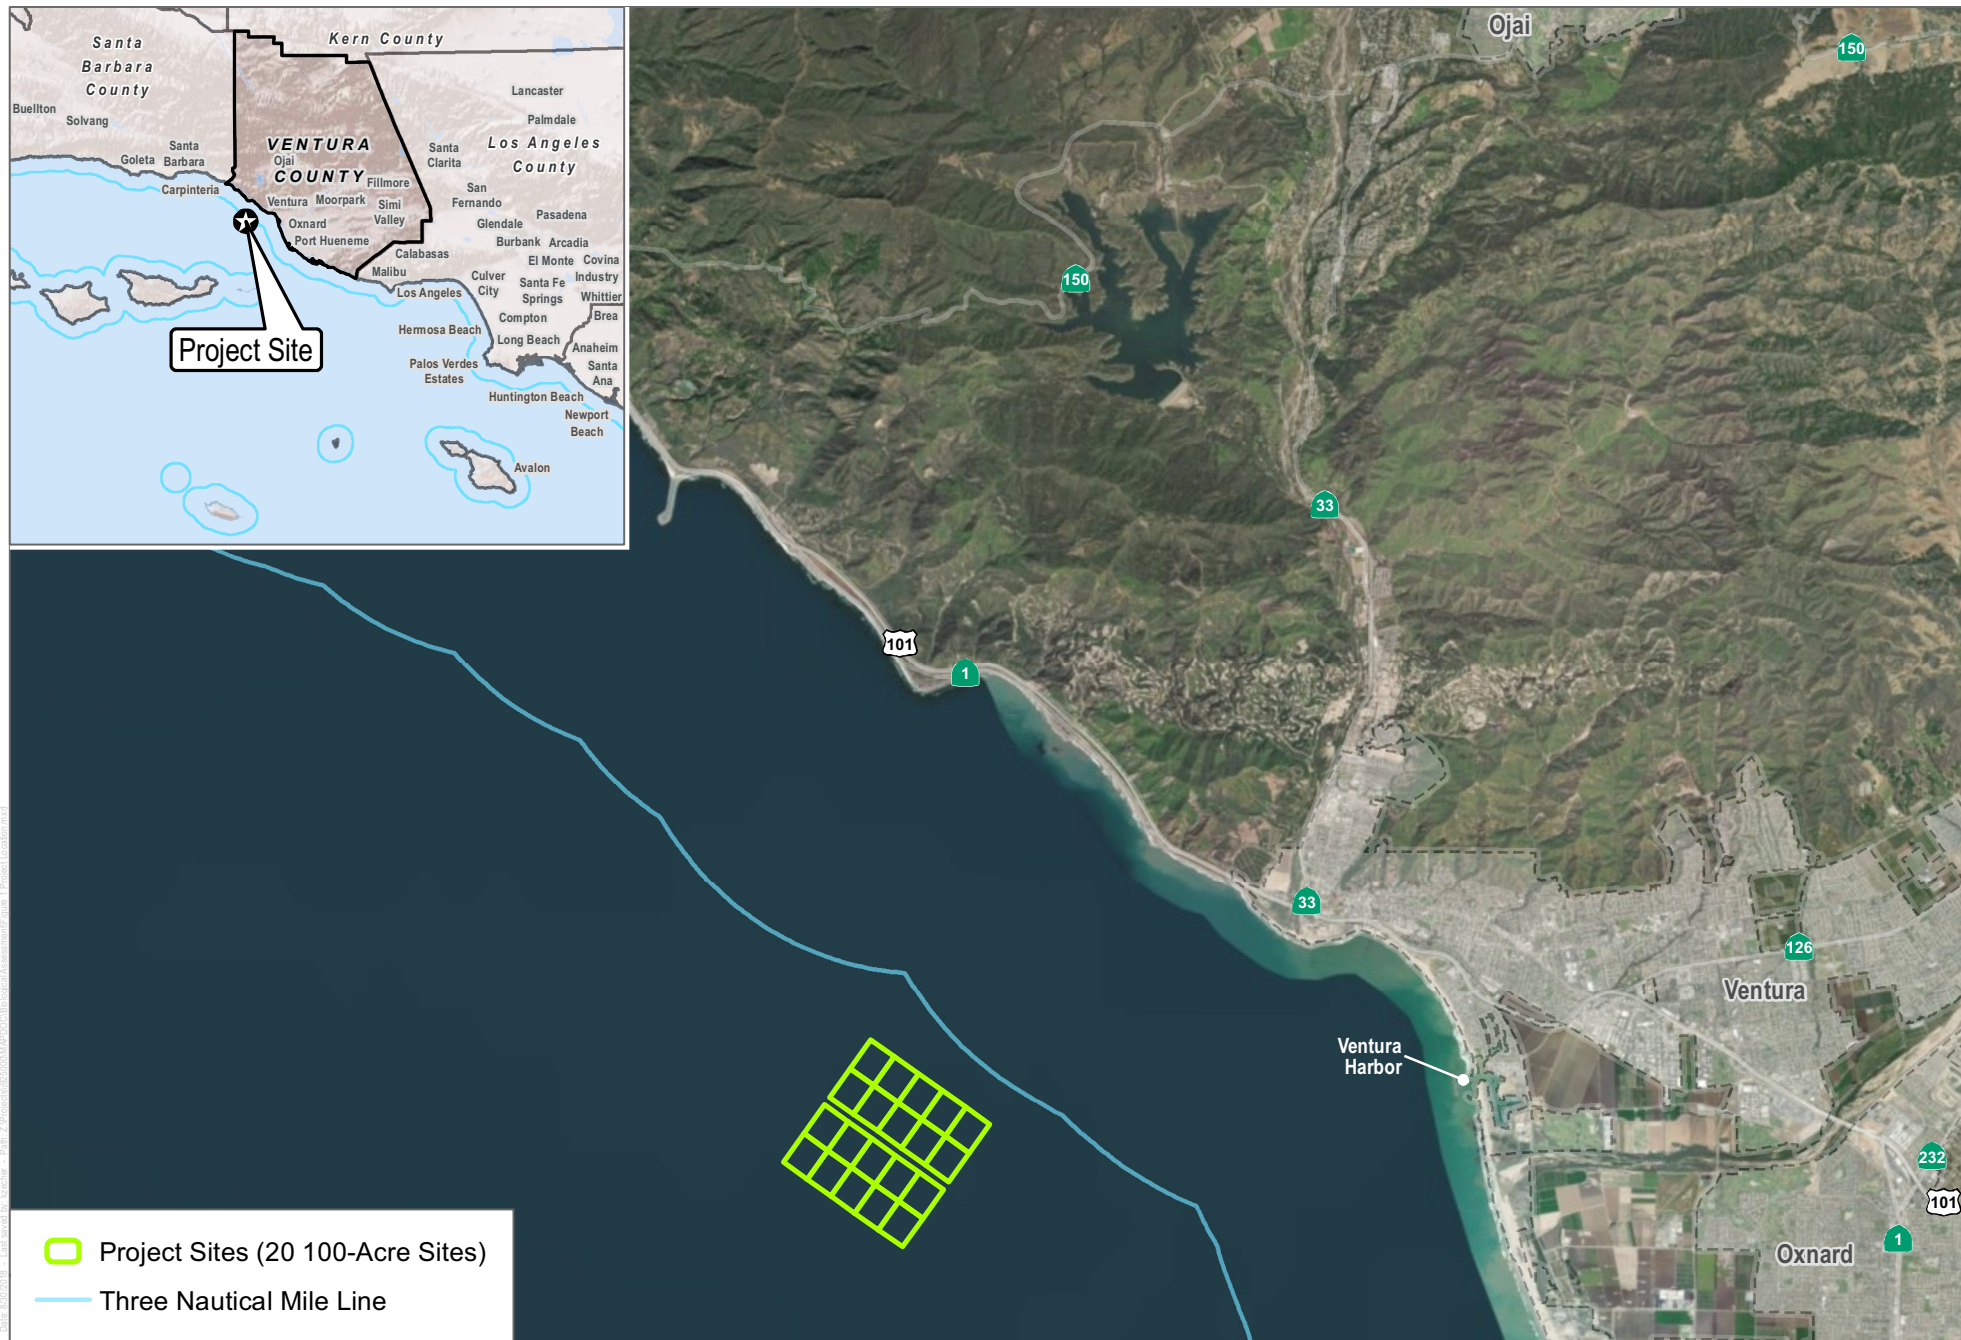 Santa
Barbara
County
Kern County
Buellton
Solvang
Lancaster
Palmdale
Los Angeles
County
VENTURA
COUNTY
Ojai
Goleta
Santa
Barbara
Carpinteria
Santa
Clarita
Fillmore
Ventura
Moorpark
Simi
Valley
San
Fernando
Oxnard
Port Hueneme
Glendale
Pasadena
Burbank
Arcadia
El Monte
Covina
Calabasas
Malibu
Culver
City
Industry
Santa Fe
Springs
Whittier
Los Angeles
Compton
Brea
Hermosa Beach
Long Beach
Anaheim
Palos Verdes
Estates
Santa
Ana
Huntington Beach
Newport
Beach
Avalon
Project Site
Ojai
150
150
33
101
1
33
126
Ventura
Ventura
Harbor
232
101
1
Oxnard
Project Sites (20 100-Acre Sites)
Three Nautical Mile Line